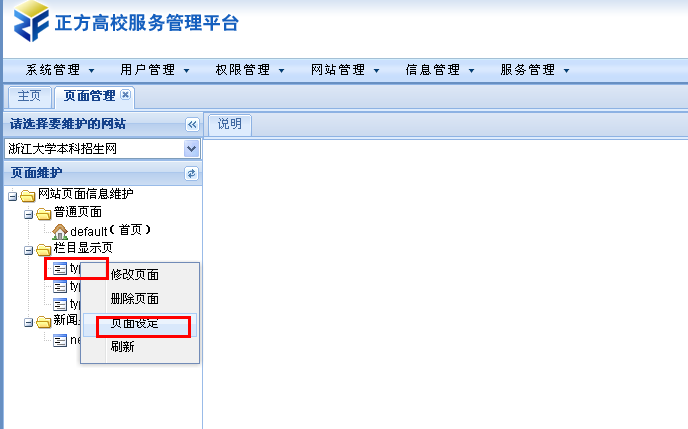 正方高校服务管理平台
系统管理 用户管理 权限管理 网站管理 信息管理 服务管理
主页 页面管理
请选择要维护的网站 说明
浙江大学本科招生网
页面维护
网站页面信息维护
普通页面
default(首页)
栏目显示页
修改页面
删除页面
页面设定
刷新